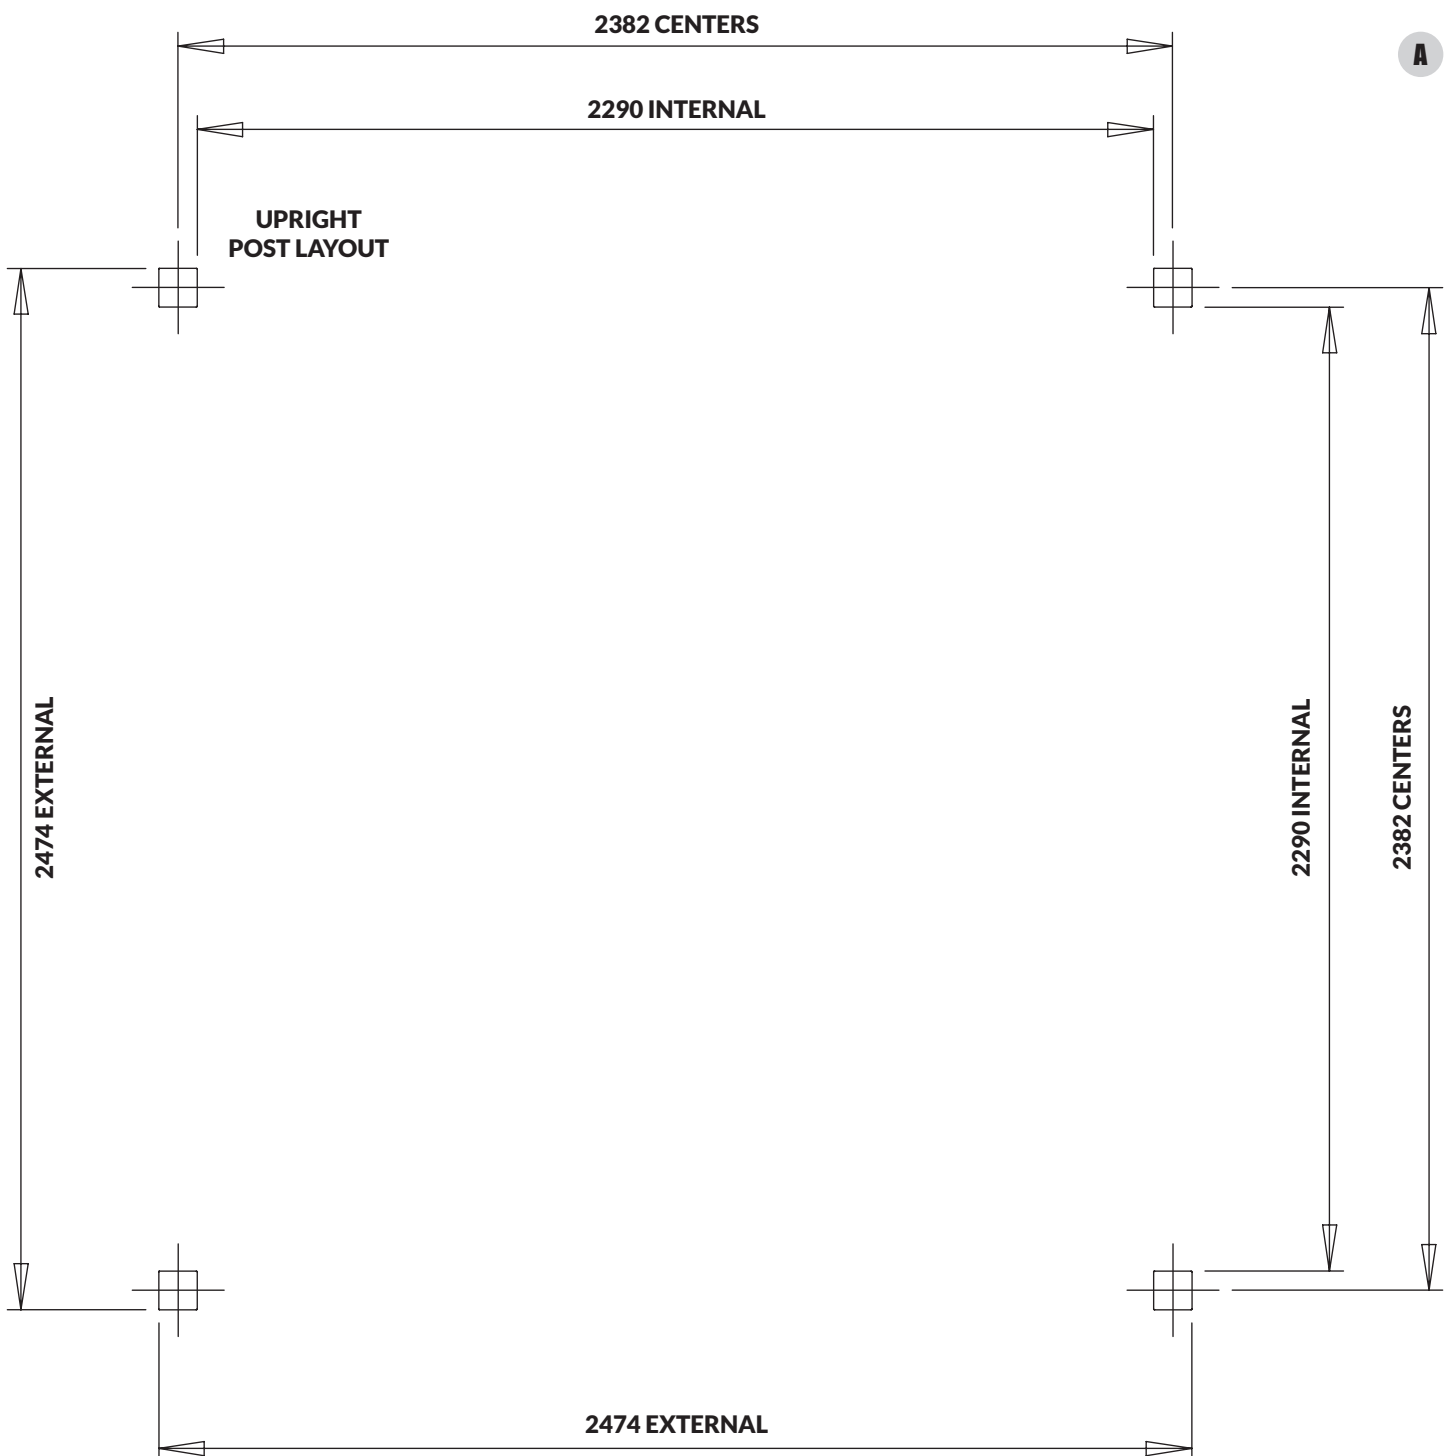 2382 CENTERS
A
2290 INTERNAL
UPRIGHT
POST LAYOUT
2474 EXTERNAL
2290 INTERNAL
2382 CENTERS
2474 EXTERNAL